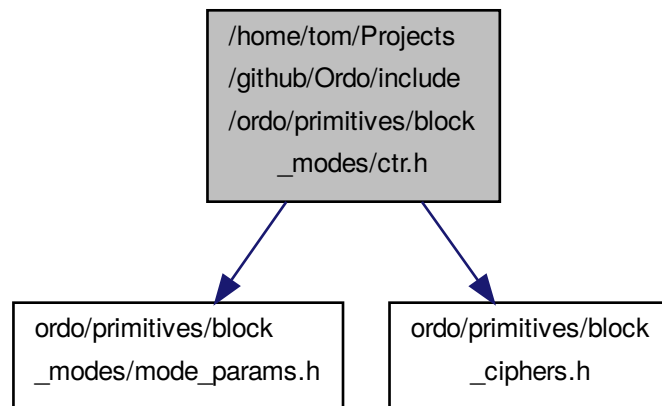 /home/tom/Projects
/github/Ordo/include
/ordo/primitives/block
_modes/ctr.h
ordo/primitives/block
_modes/mode_params.h
ordo/primitives/block
_ciphers.h